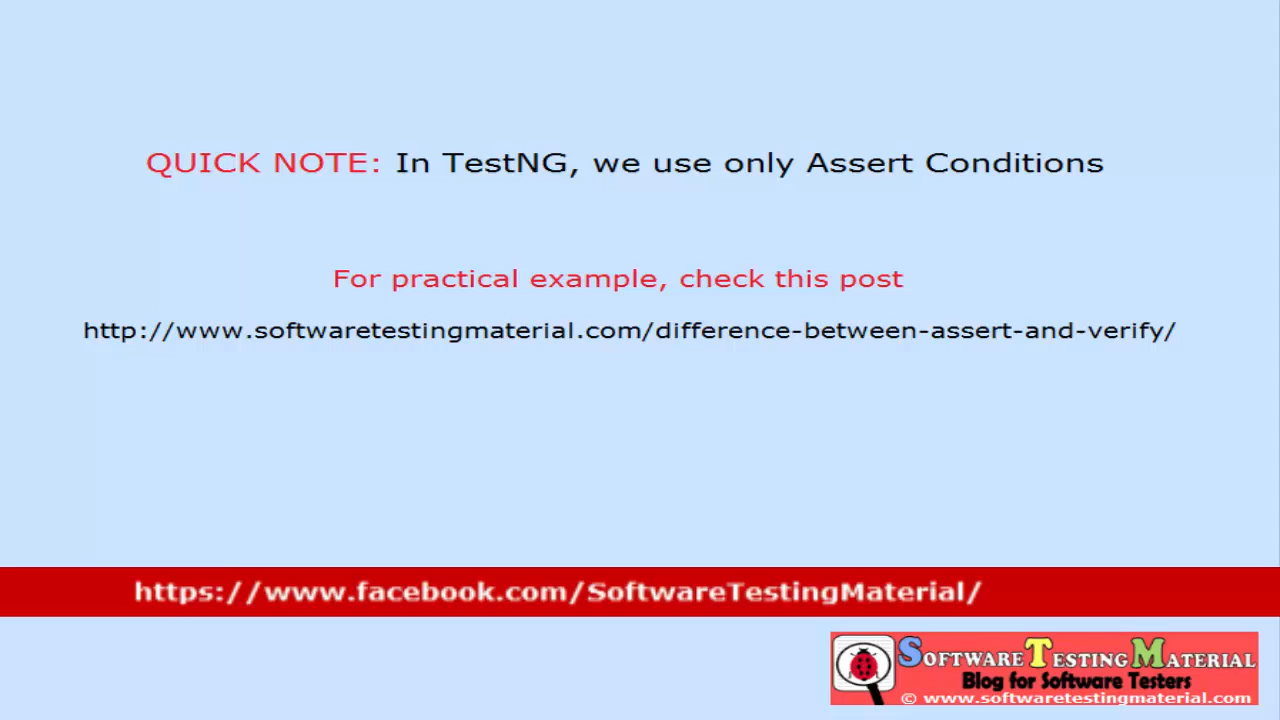 QUICK NOTE: In TestNG, we use only Assert Conditions
For practical example, check this post
http://www.softwaretestingmaterial.com/difference-between-assert-and-verify/
https://www.facebook.com/SoftwareTestingMaterial/
SOFTWARE TESTING MATERIAL
Blog for Software Testers
© www.softwaretestingmaterial.com